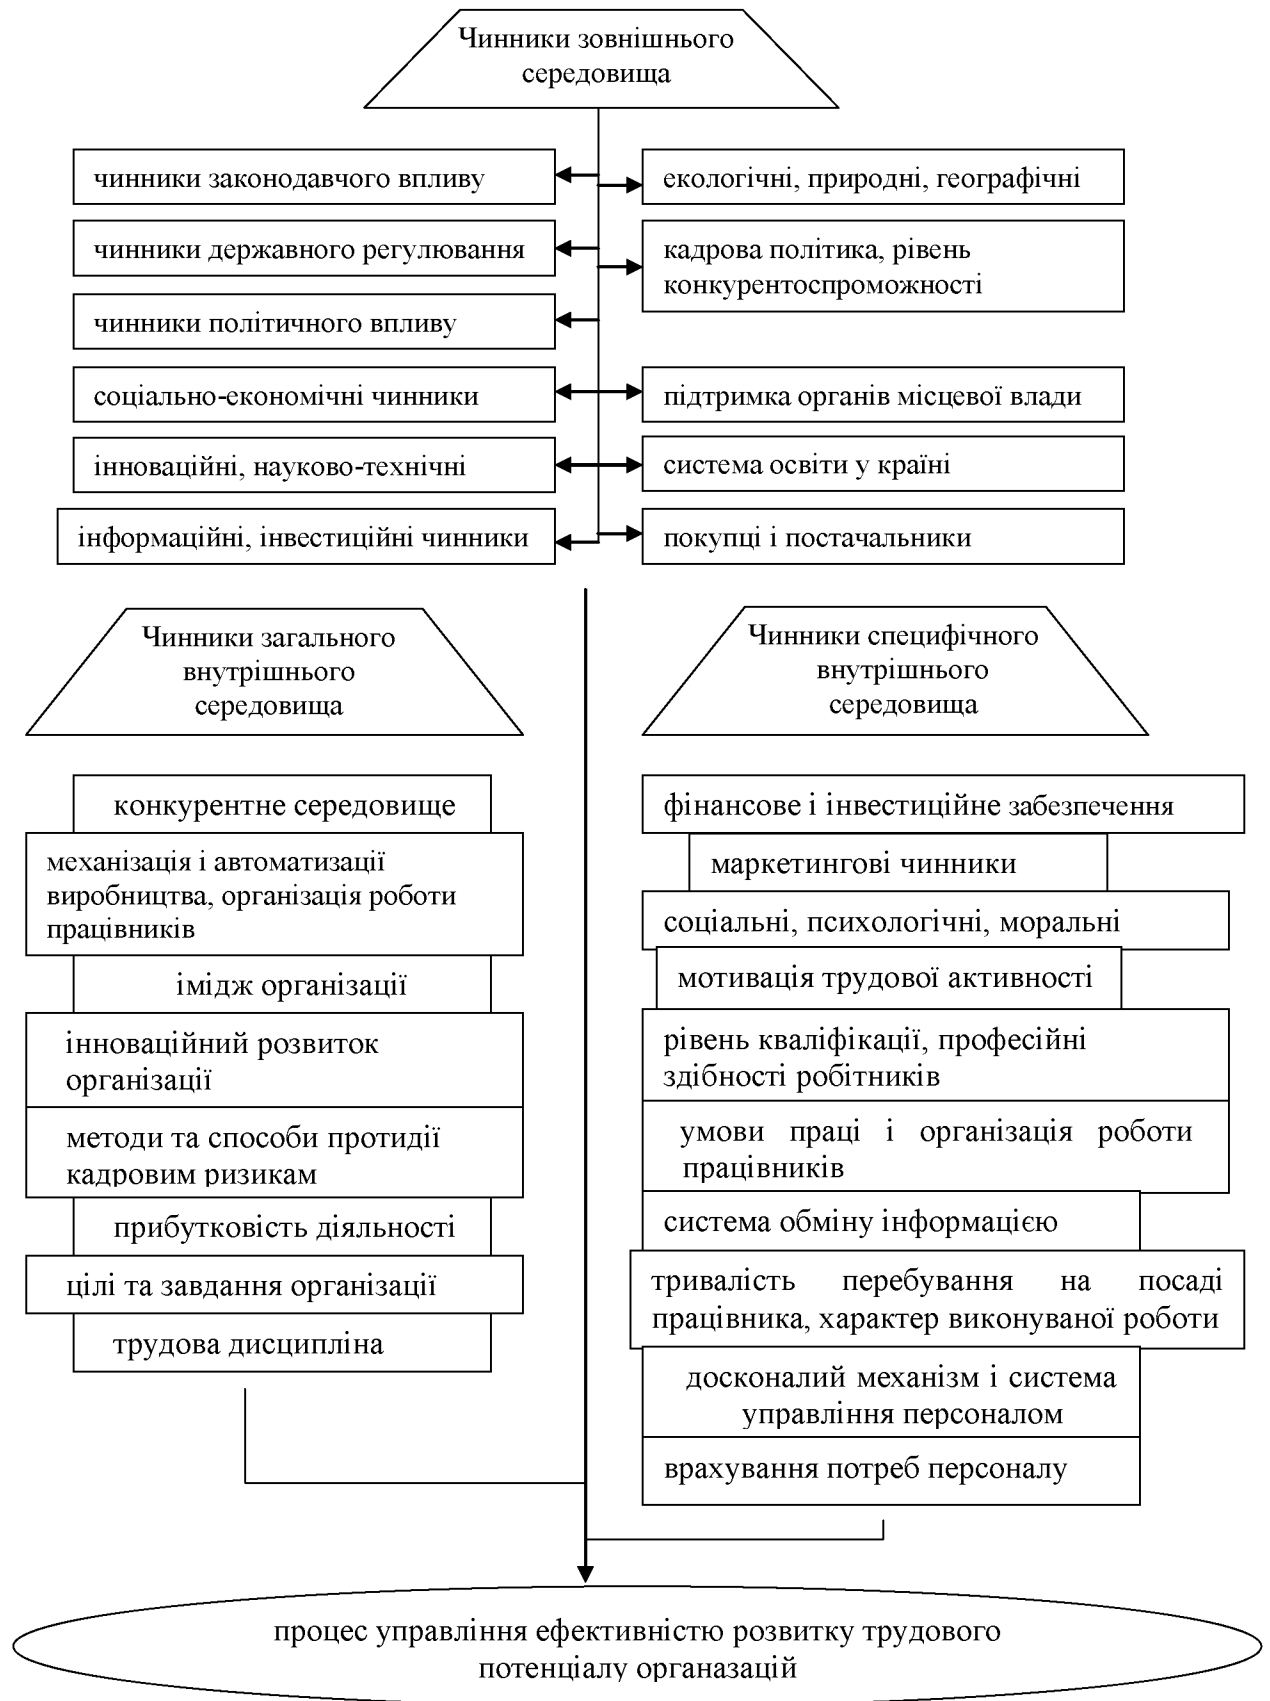 Чинники зовнішнього
середовища
чинники законодавчого впливу
екологічні, природні, географічні
чинники державного регулювання
кадрова політика, рівень
конкурентоспроможності
чинники політичного впливу
соціально-економічні чинники
підтримка органів місцевої влади
інноваційні, науково-технічні
система освіти у країні
інформаційні, інвестиційні чинники
покупці і постачальники
Чинники загального
внутрішнього
середовища
конкурентне середовище
механізація і автоматизації
виробництва, організація роботи
працівників
імідж організації
інноваційний розвиток
організації
методи та способи протидії
кадровим ризикам
прибутковість діяльності
цілі та завдання організації
трудова дисципліна
Чинники специфічного
внутрішнього
середовища
фінансове і інвестиційне забезпечення
маркетингові чинники
соціальні, психологічні, моральні
мотивація трудової активності
рівень кваліфікації, професійні
здібності робітників
умови праці і організація роботи
працівників
система обміну інформацією
тривалість перебування на посаді
працівника, характер виконуваної роботи
досконалий механізм і система
управління персоналом
врахування потреб персоналу
процес управління ефективністю розвитку трудового
потенціалу органазацій